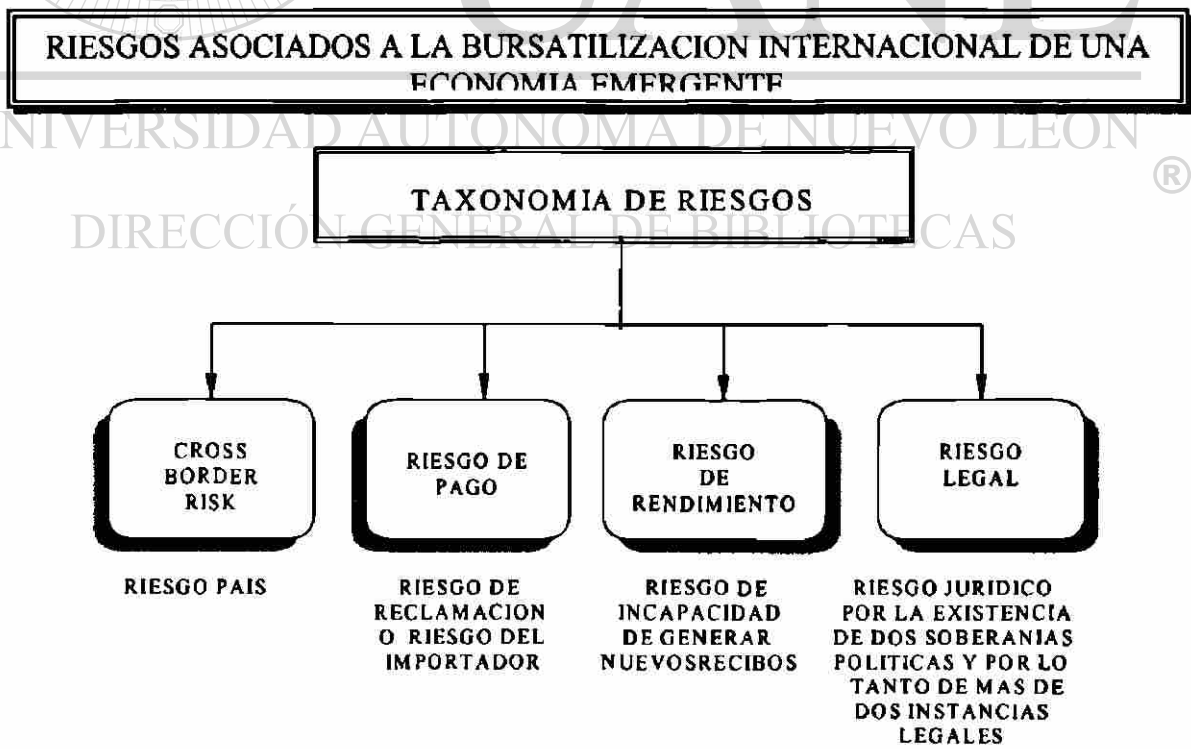 RIESGOS ASOCIADOS A LA BURSATILIZACION INTERNACIONAL DE UNA
ECONOMIA EMERGENTE
NIVERSIDAD AUTONOMA DE NUEVO LEON
®
TAXONOMIA DE RIESGOS
DIRECCIÓN GENERAL DE BIBLIOTECAS
CROSS
BORDER
RISK
RIESGO DE
PAGO
RIESGO
DE
RENDIMIENTO
RIESGO
LEGAL
RIESGO PAIS
RIESGO DE
RECLAMACION
O RIESGO DEL
IMPORTADOR
RIESGO DE
INCAPACIDAD
DE GENERAR
NUEVOSRECIBOS
RIESGO JURIDICO
POR LA EXISTENCIA
DE DOS SOBERANIAS
POLITICAS Y POR LO
TANTO DE MAS DE
DOS INSTANCIAS
LEGALES